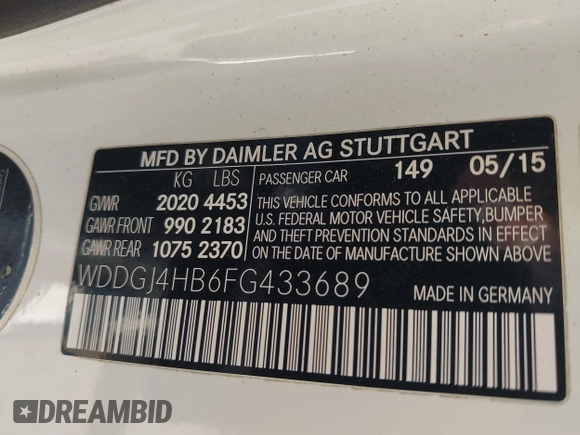 MFD BY DAIMLER AG STUTTGART
KG LBS
GVWR 2020 4453
GAWR FRONT 990 2183
GAWR REAR 1075 2370
PASSENGER CAR 149 05/15
THIS VEHICLE CONFORMS TO ALL APPLICABLE
U.S. FEDERAL MOTOR VEHICLE SAFETY, BUMPER
AND THEFT PREVENTION STANDARDS IN EFFECT
ON THE DATE OF MANUFACTURE SHOWN ABOVE
WDDGJ4HB6FG433689
MADE IN GERMANY
DREAMBID